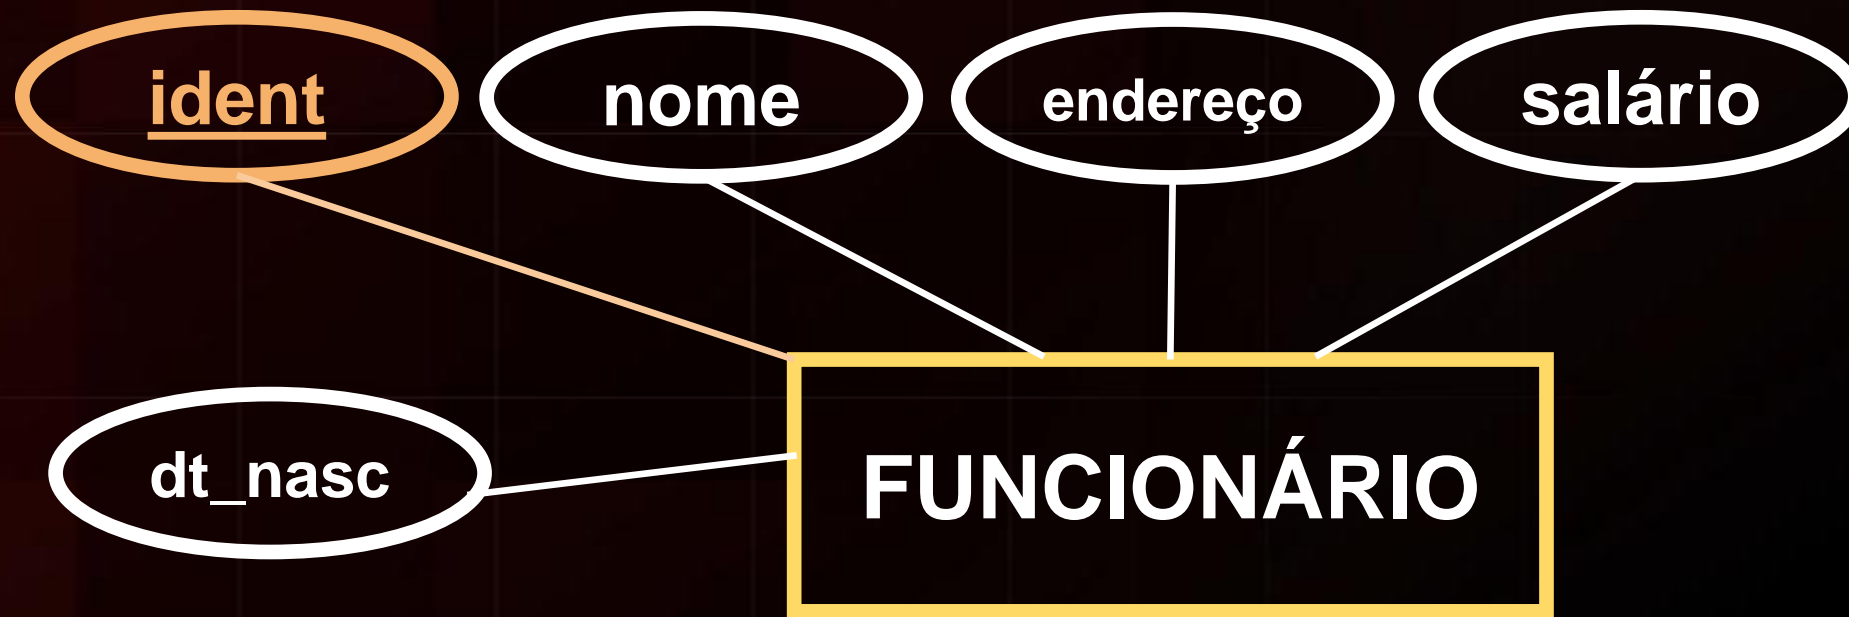 ident
nome
endereço
salário
dt_nasc
FUNCIONÁRIO